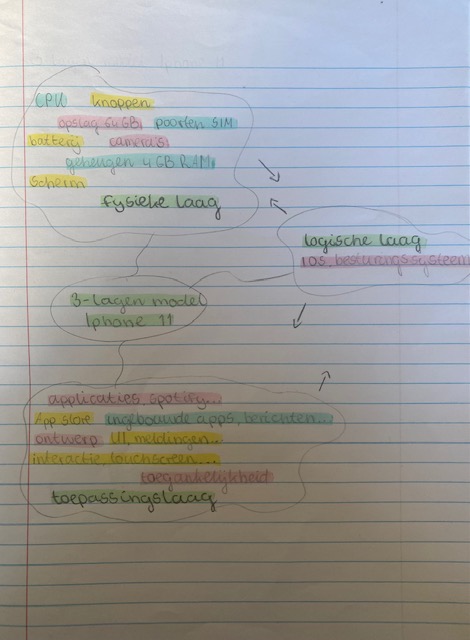 CPU knoppen
opslag 64GB poorten SIM
batterij camera's
geheugen 4GB RAM
scherm
fysieke laag
logische laag
IOS, besturingssysteem
3-lagen model
Iphone 11
applicaties, spotify...
App store ingebouwde apps, berichten...
ontwerp UI, meldingen...
interactie, touchscreen...
toegankelijkheid
toepassingslaag